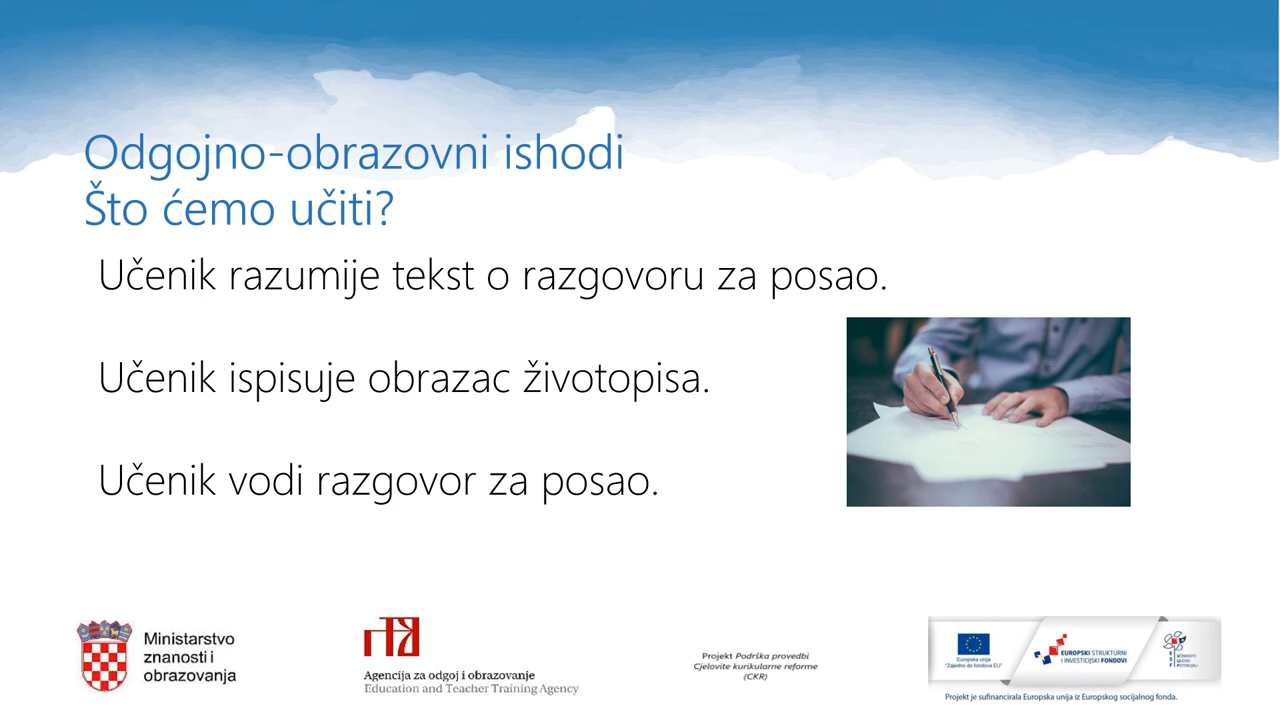 Odgojno-obrazovni ishodi
Što ćemo učiti?
Učenik razumije tekst o razgovoru za posao.
Učenik ispisuje obrazac životopisa.
Učenik vodi razgovor za posao.
Ministarstvo
znanosti i
obrazovanja
Agencija za odgoj i obrazovanje
Education and Teacher Training Agency
Projekt Podrška provedbi
Cjelovite kurikularne reforme
(CKR)
Europska unija
"Zajedno do fondova EU"
EUROPSKI STRUKTURNI
I INVESTICIJSKI FONDOVI
UČINKOVITI
LJUDSKI
POTENCIJALI
Projekt je sufinancirala Europska unija iz Europskog socijalnog fonda.